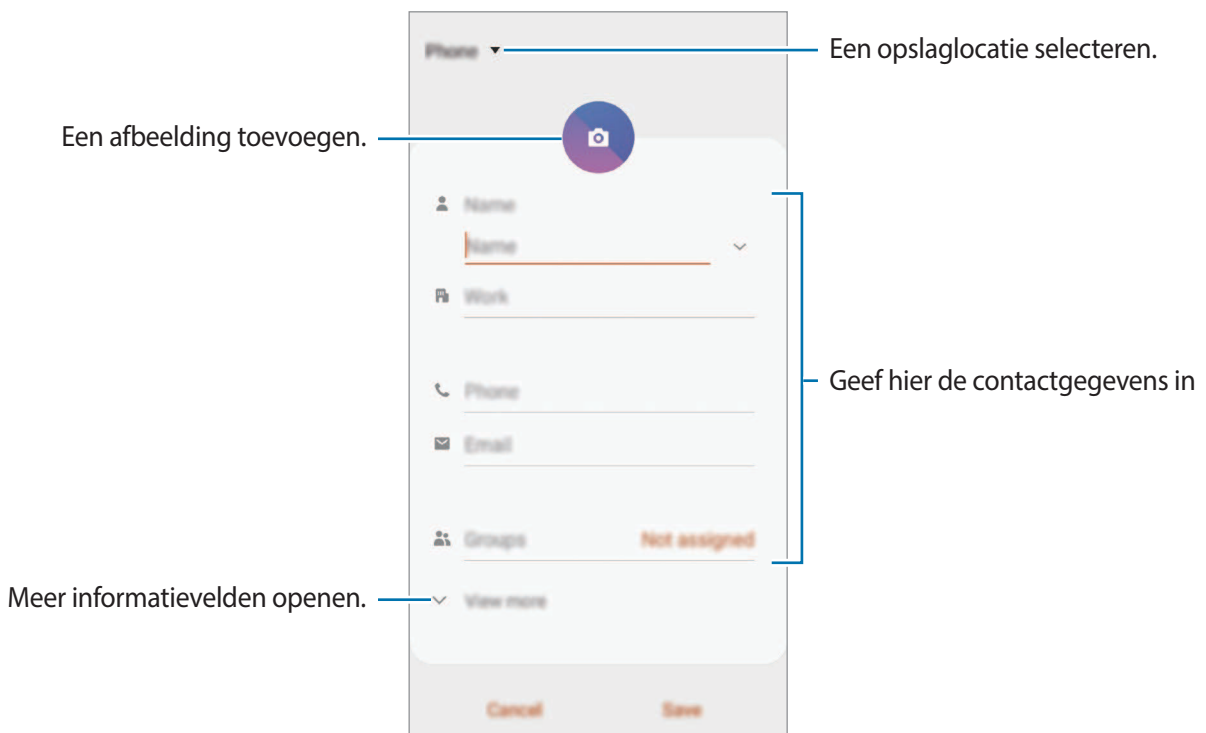 Phone
Een opslaglocatie selecteren.
Een afbeelding toevoegen.
Name
Name
Work
Phone
Geef hier de contactgegevens in
Email
Groups Not assigned
Meer informatievelden openen.
View more
Cancel Save